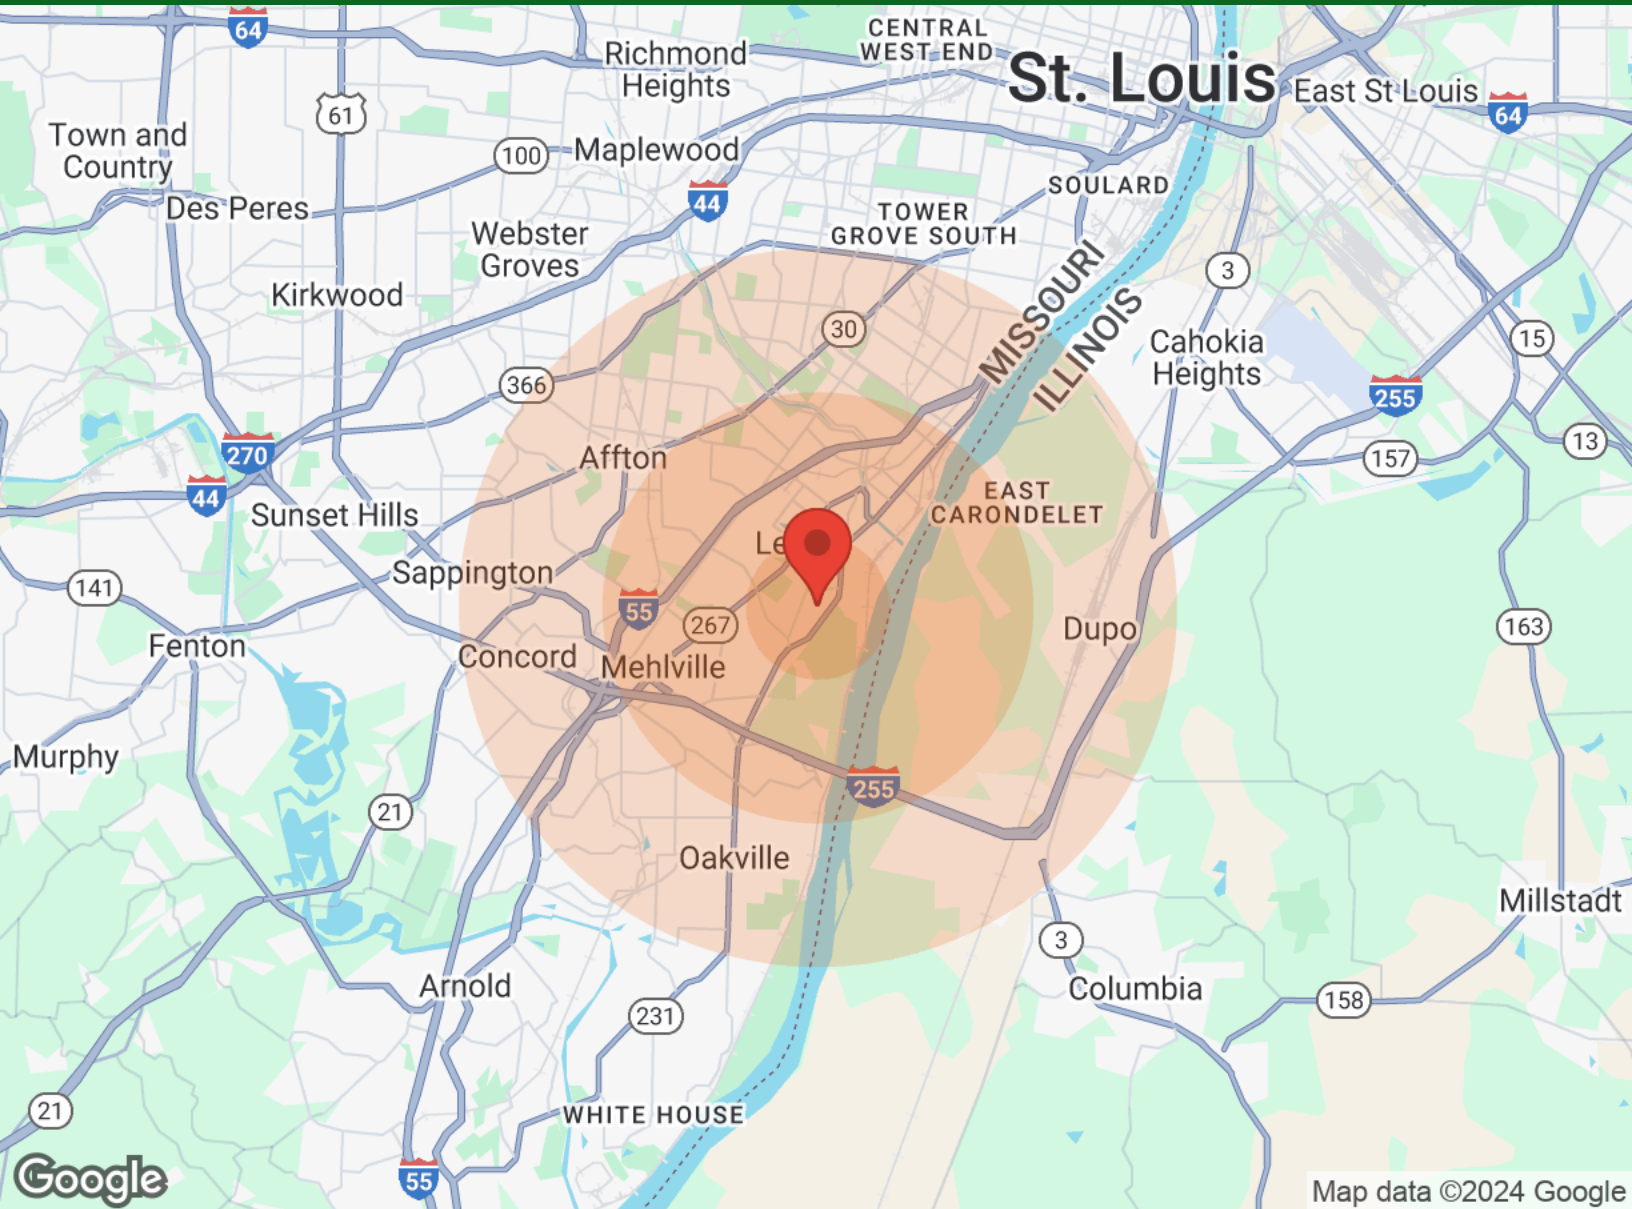 64
CENTRAL
WEST END
Richmond
Heights
St. Louis
East St Louis
64
61
Town and
Country
100
Maplewood
SOULARD
44
Des Peres
TOWER
GROVE SOUTH
Webster
Groves
MISSOURI
ILLINOIS
3
Kirkwood
30
Cahokia
Heights
15
366
255
270
Affton
157
13
44
Sunset Hills
EAST
CARONDELET
Le
Sappington
141
55
267
Dupo
163
Fenton
Concord
Mehlville
Murphy
255
21
Oakville
Millstadt
3
Arnold
Columbia
158
231
21
WHITE HOUSE
55
Google
Map data ©2024 Google